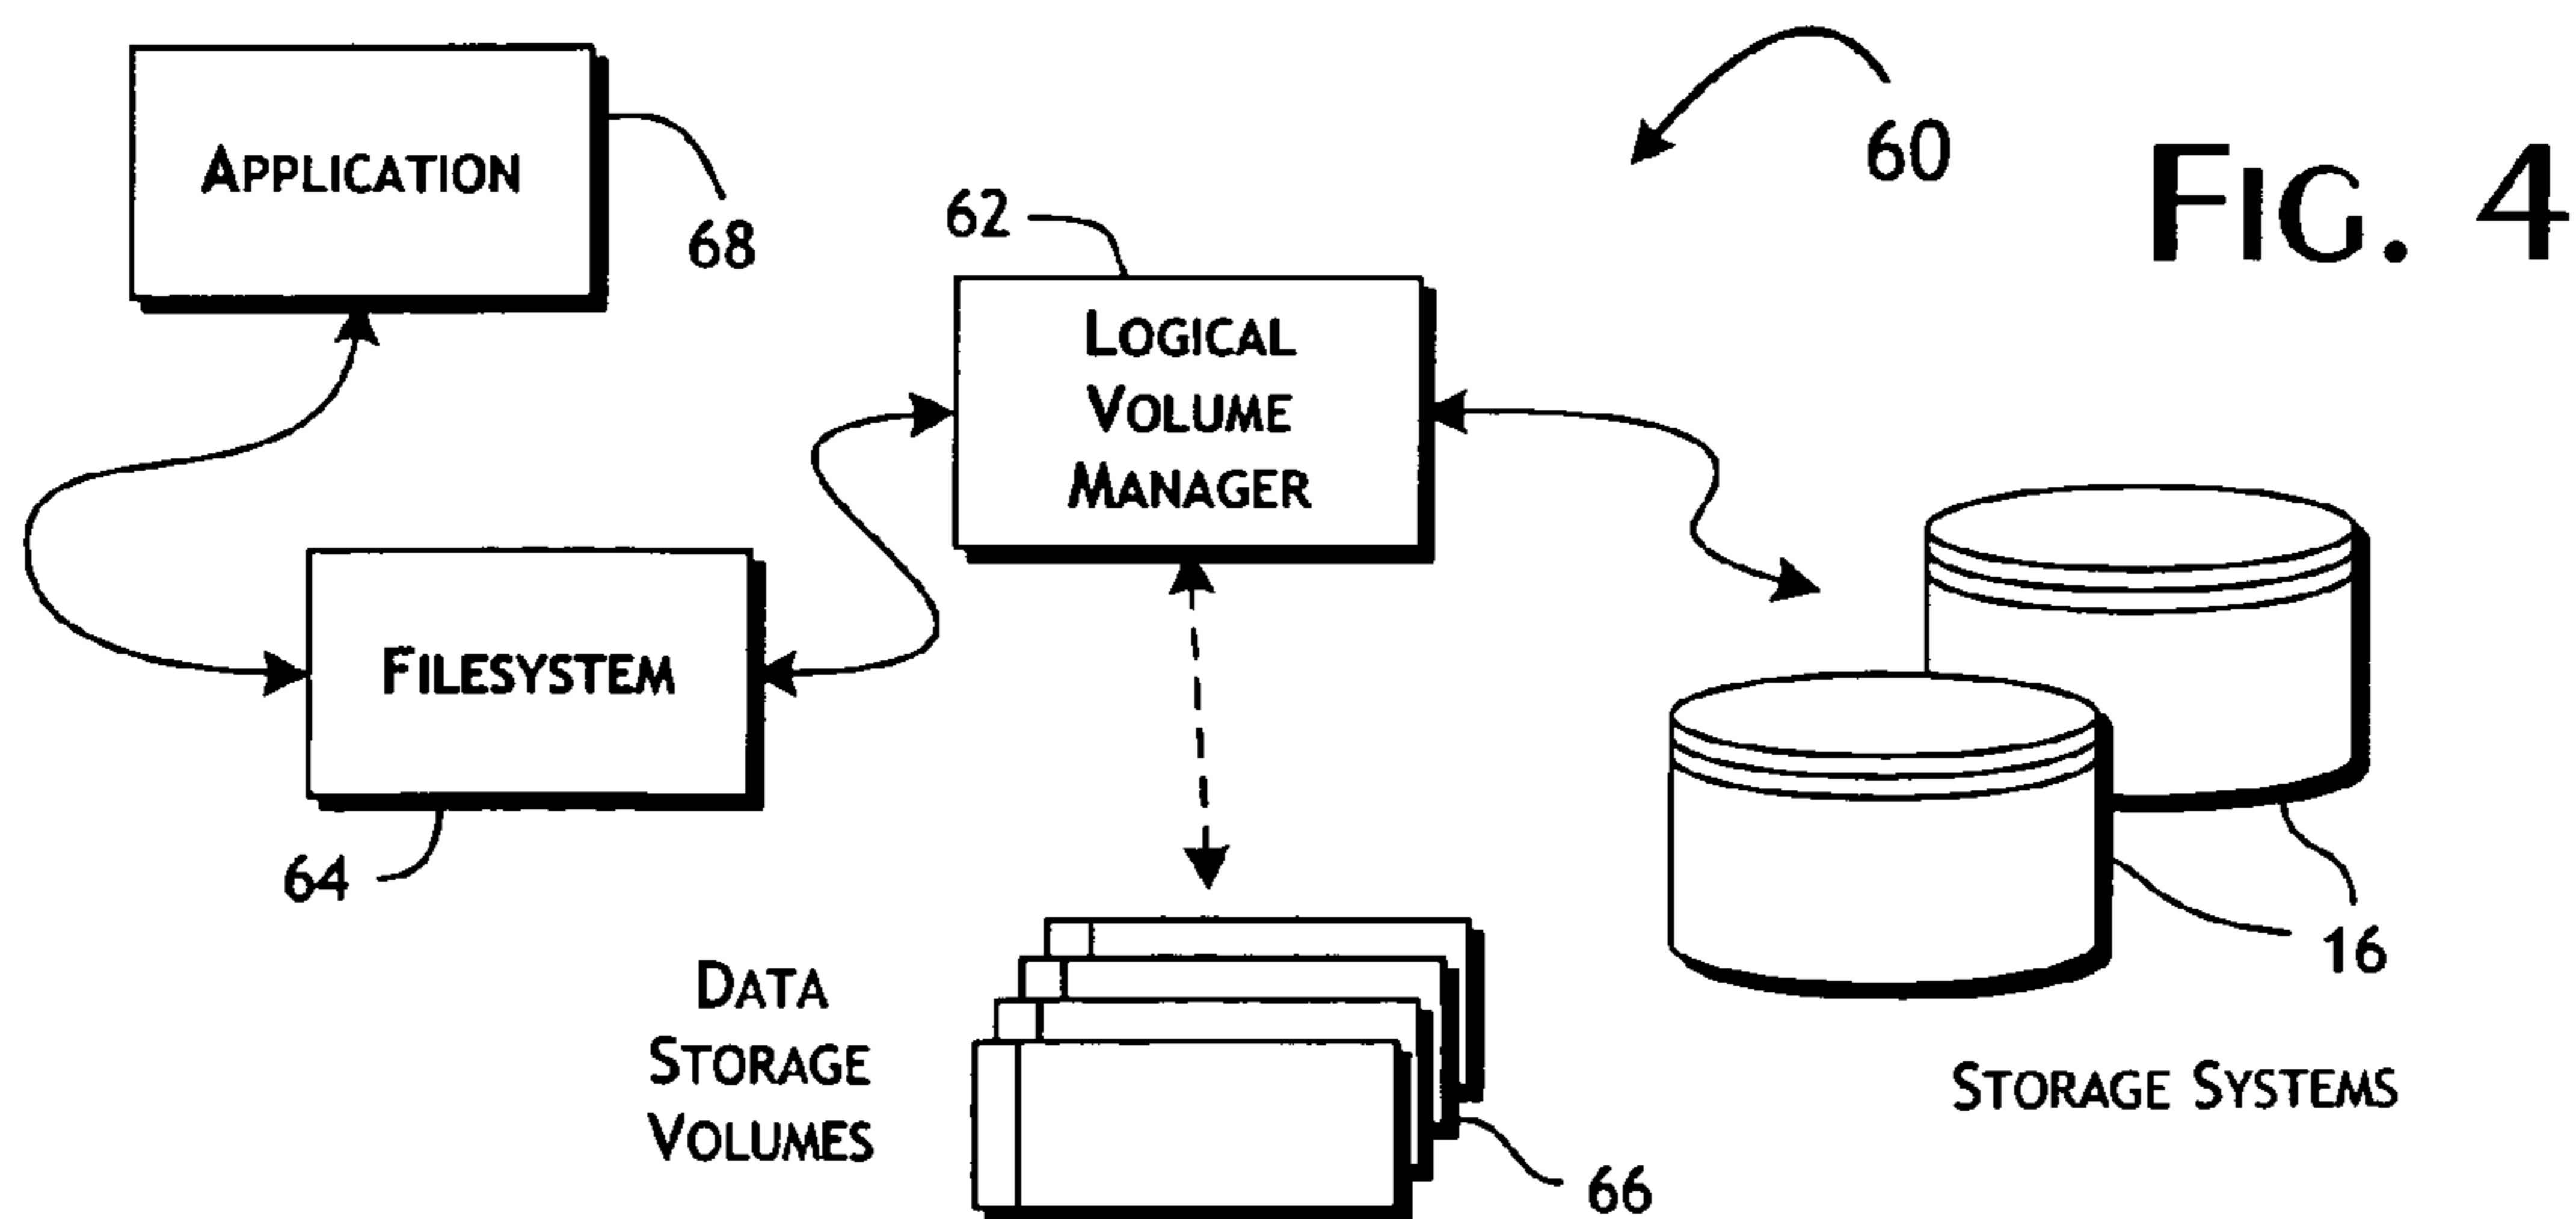 APPLICATION
68
60
FIG. 4
62
LOGICAL
VOLUME
MANAGER
FILESYSTEM
64
DATA
STORAGE
VOLUMES
66
16
STORAGE SYSTEMS